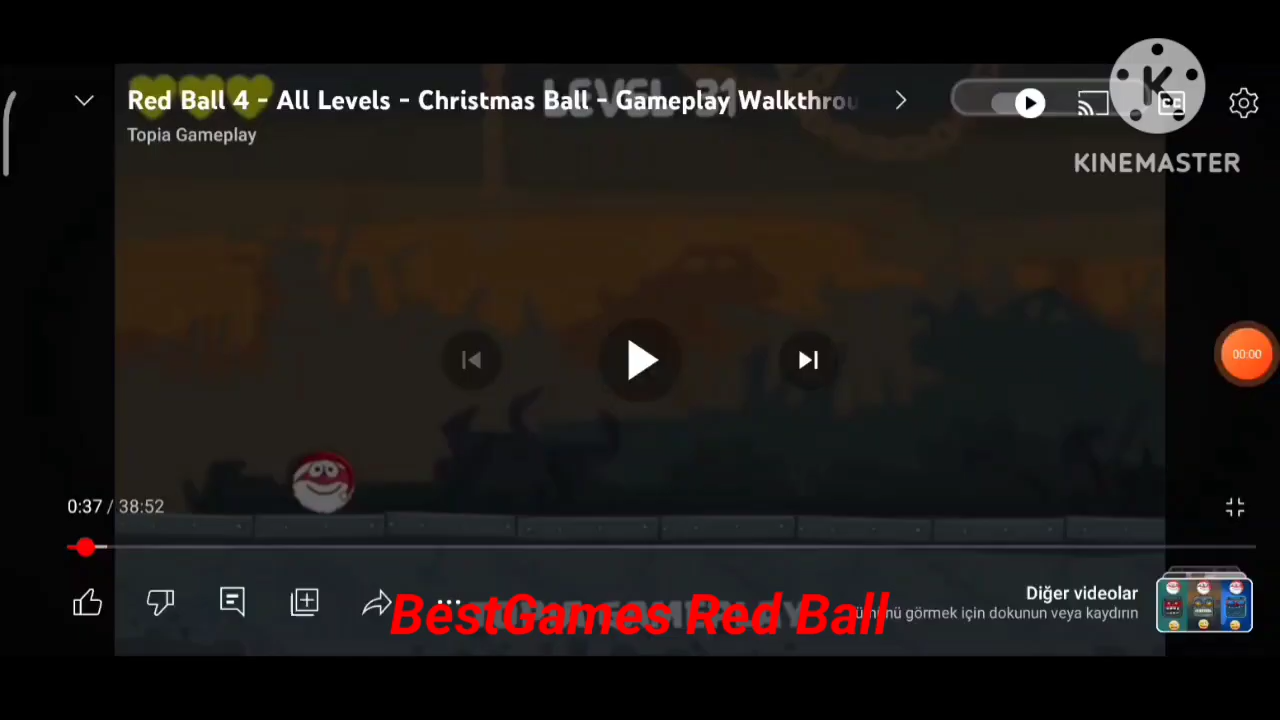 LEVEL 31
Red Ball 4 - All Levels - Christmas Ball - Gameplay Walkthrou
Topia Gameplay
CC
K
KINEMASTER
00:00
0:37 / 38:52
Diğer videolar
görmek için dokunun veya kaydırın
BestGames Red Ball